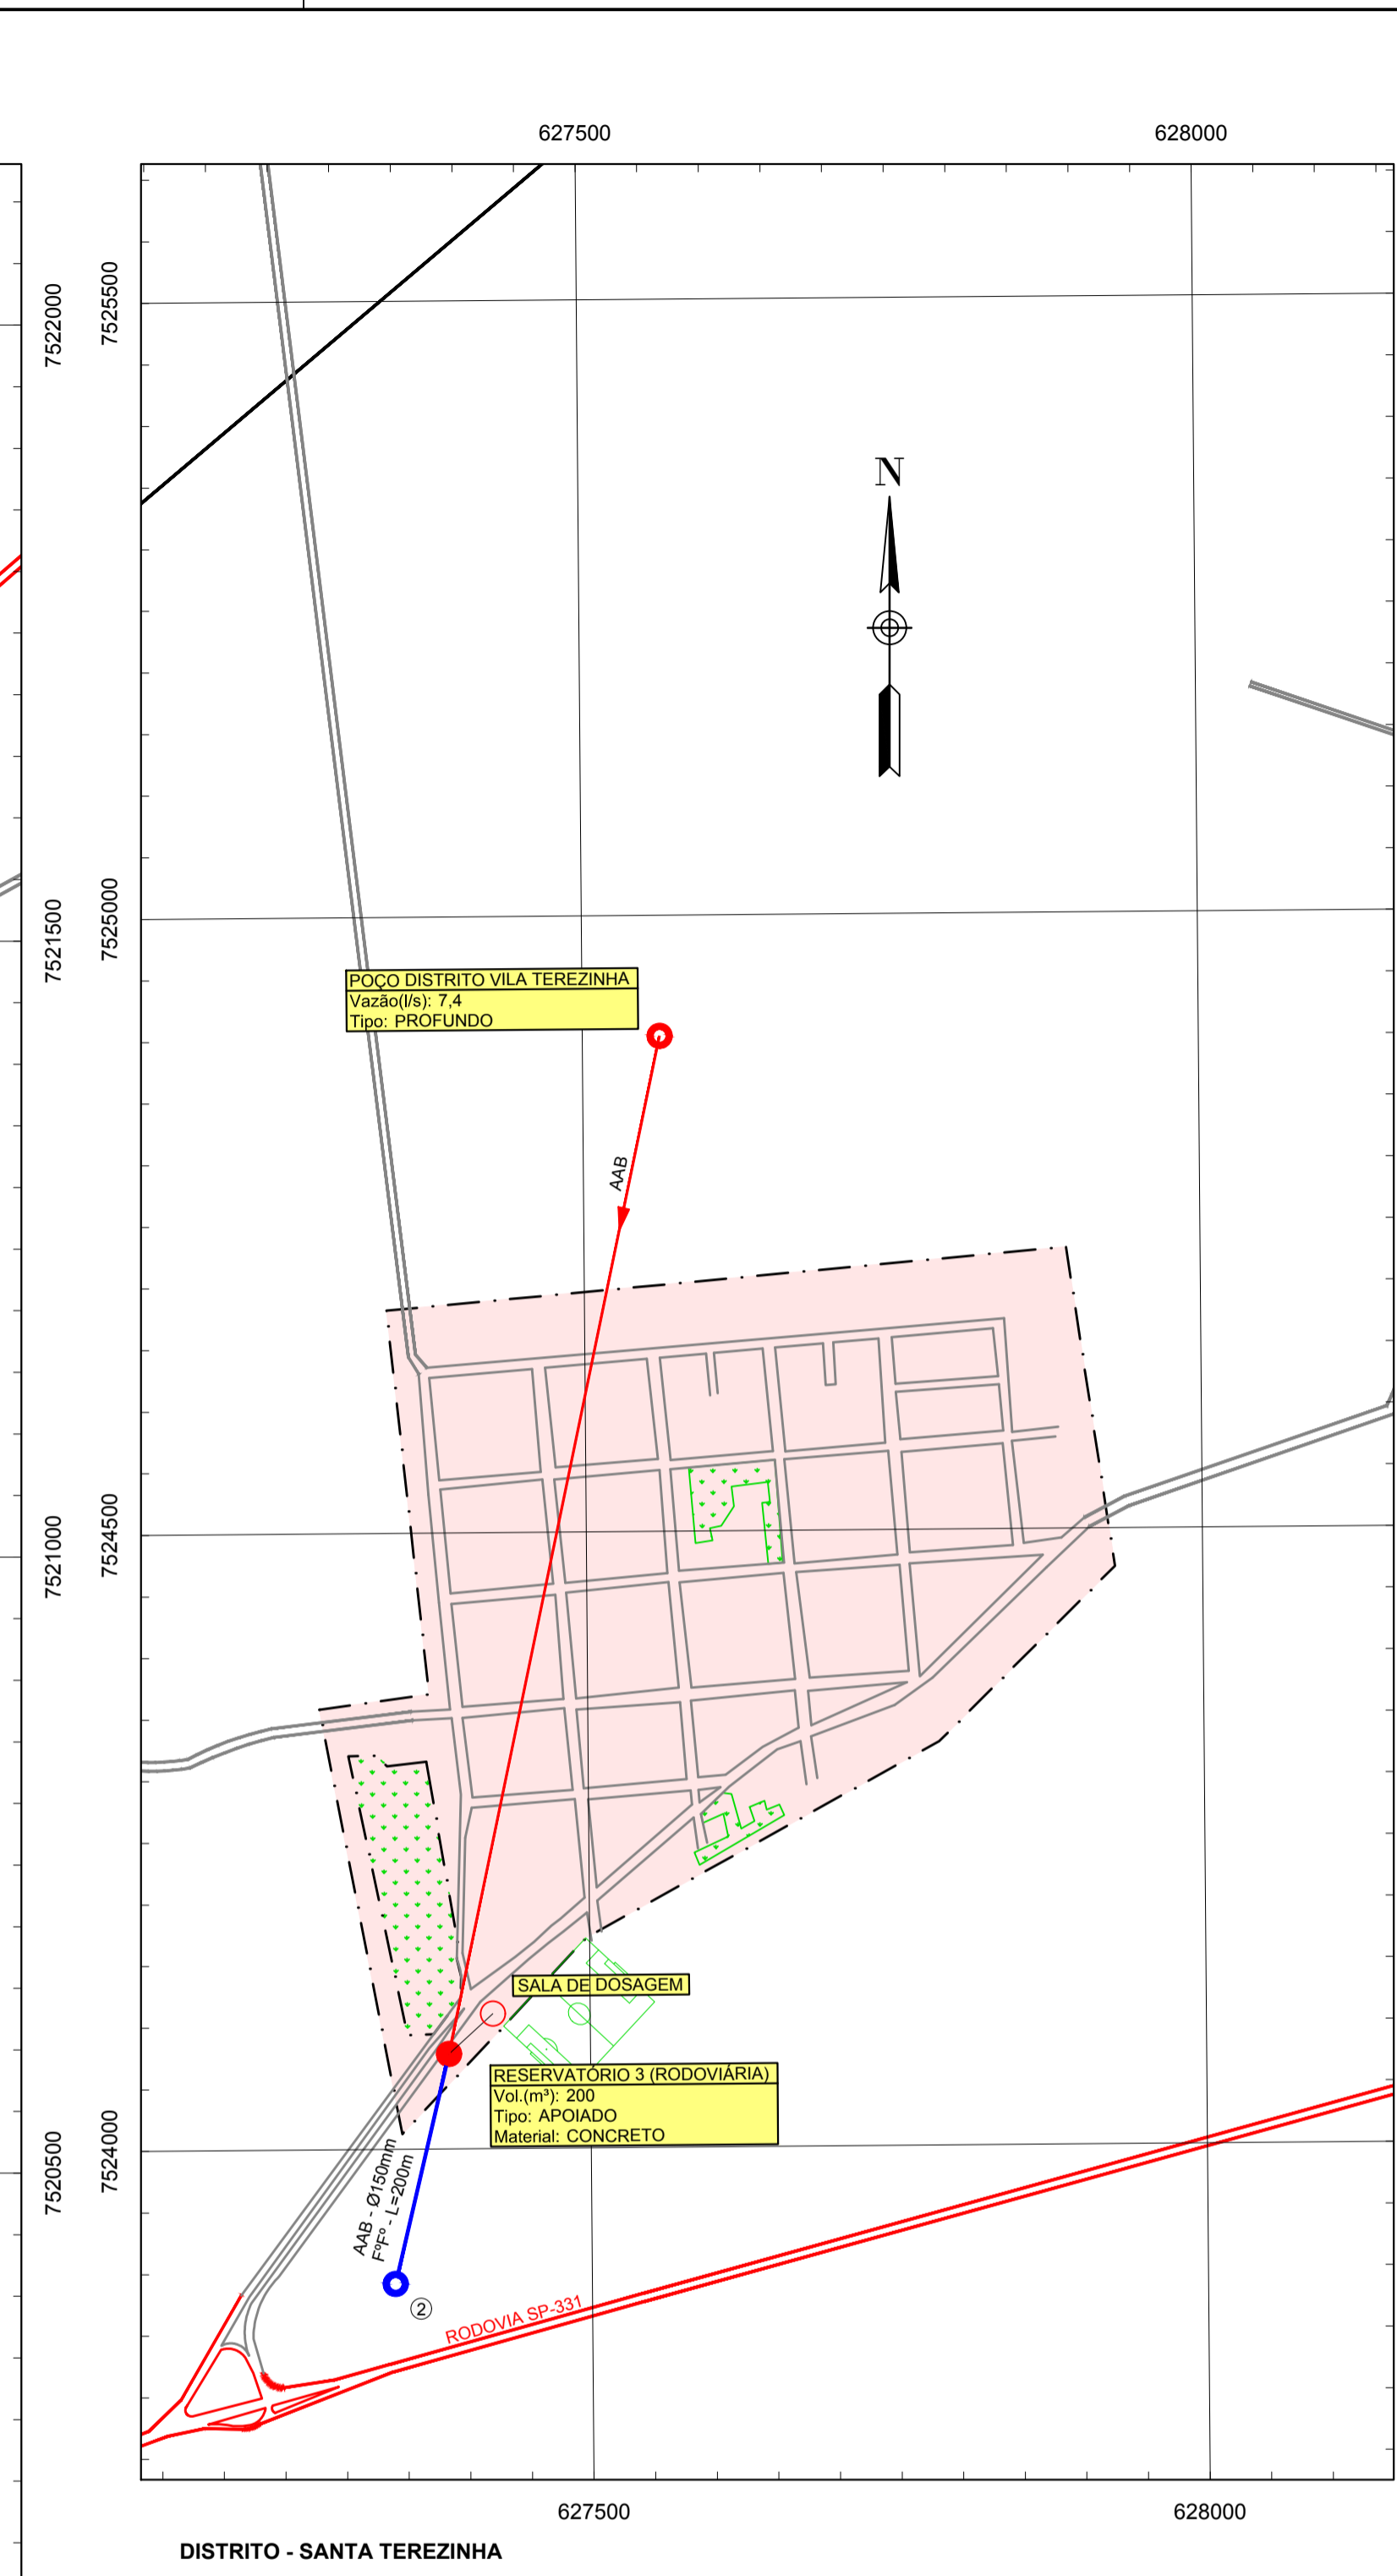 627500
628000
7522000
7525500
N
7521500
7525000
POÇO DISTRITO VILA TEREZINHA
Vazão(l/s): 7,4
Tipo: PROFUNDO
AAB
7521000
7524500
SALA DE DOSAGEM
RESERVATÓRIO 3 (RODOVIÁRIA)
Vol.(m³): 200
Tipo: APOIADO
Material: CONCRETO
7520500
7524000
AAB - Ø150mm
FºFº - L=200m
2
RODOVIA SP-331
627500
628000
DISTRITO - SANTA TEREZINHA